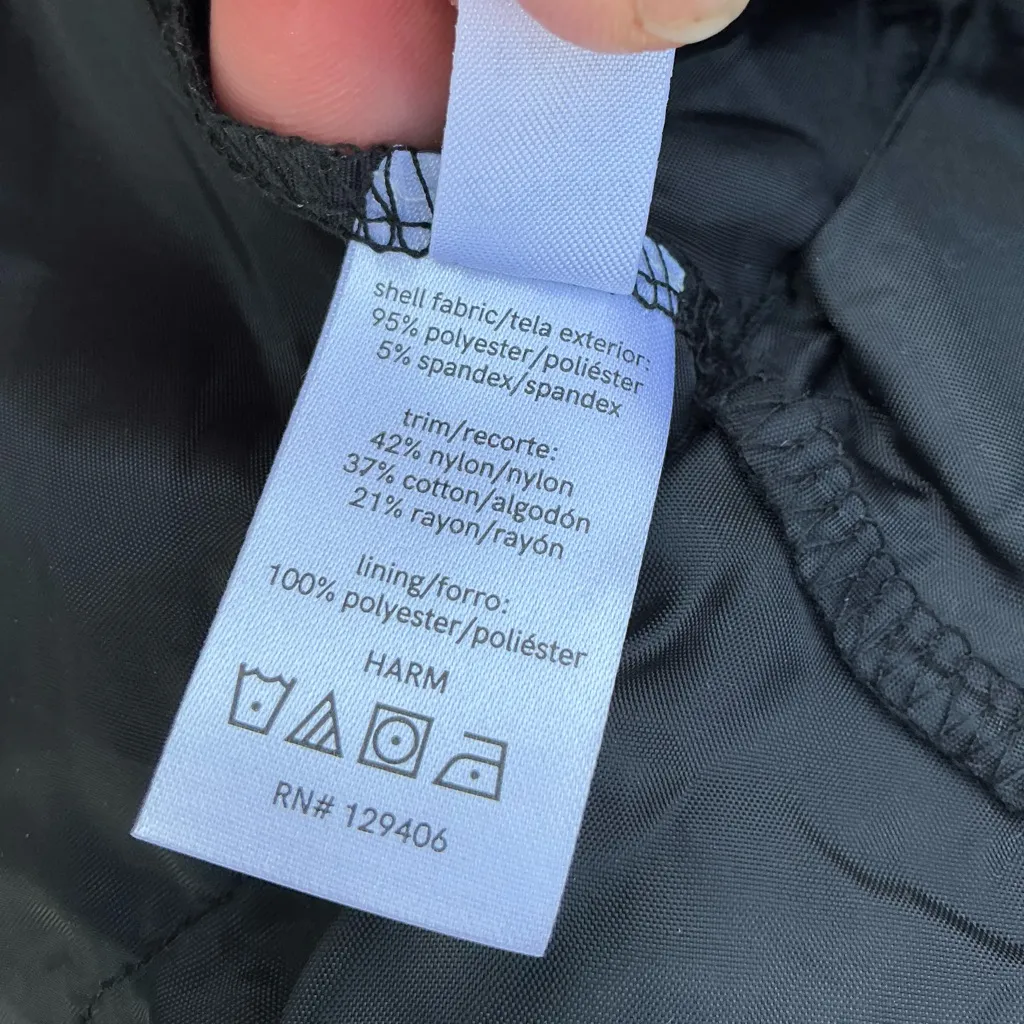 shell fabric/tela exterior:
95% polyester/poliéster
5% spandex/spandex
trim/recorte:
42% nylon/nylon
37% cotton/algodón
21% rayon/rayón
lining/forro:
100% polyester/poliéster
HARM
RN# 129406